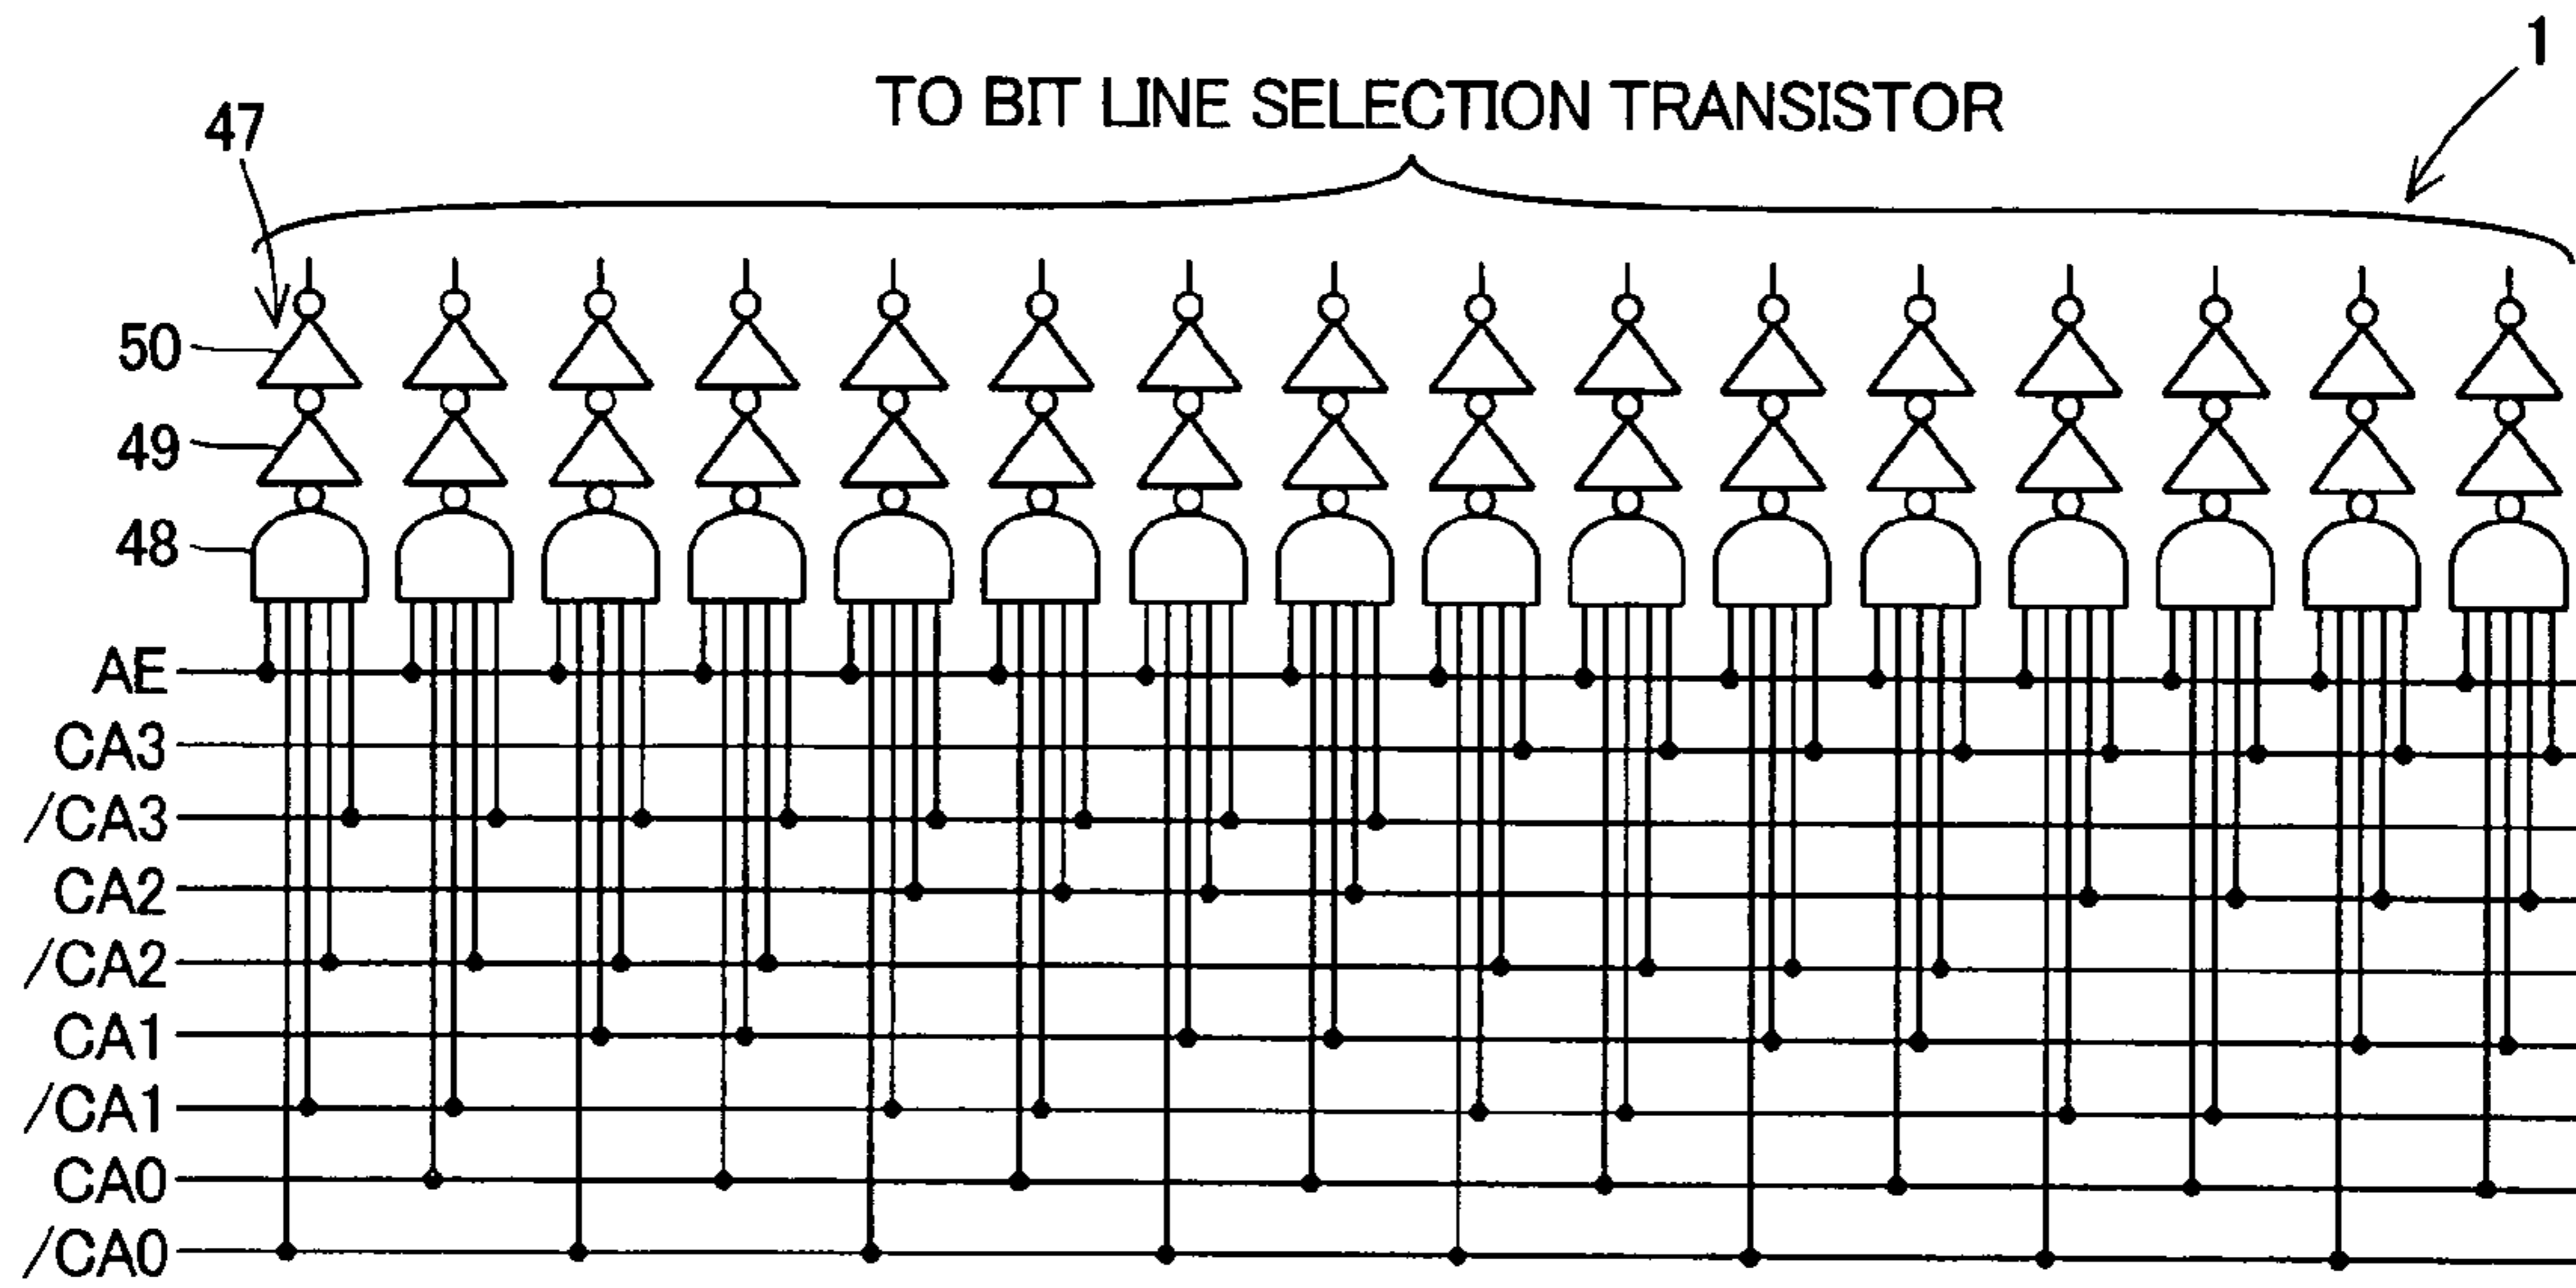 1
TO BIT LINE SELECTION TRANSISTOR
47
50
49
48
AE
CA3
/CA3
CA2
/CA2
CA1
/CA1
CA0
/CA0